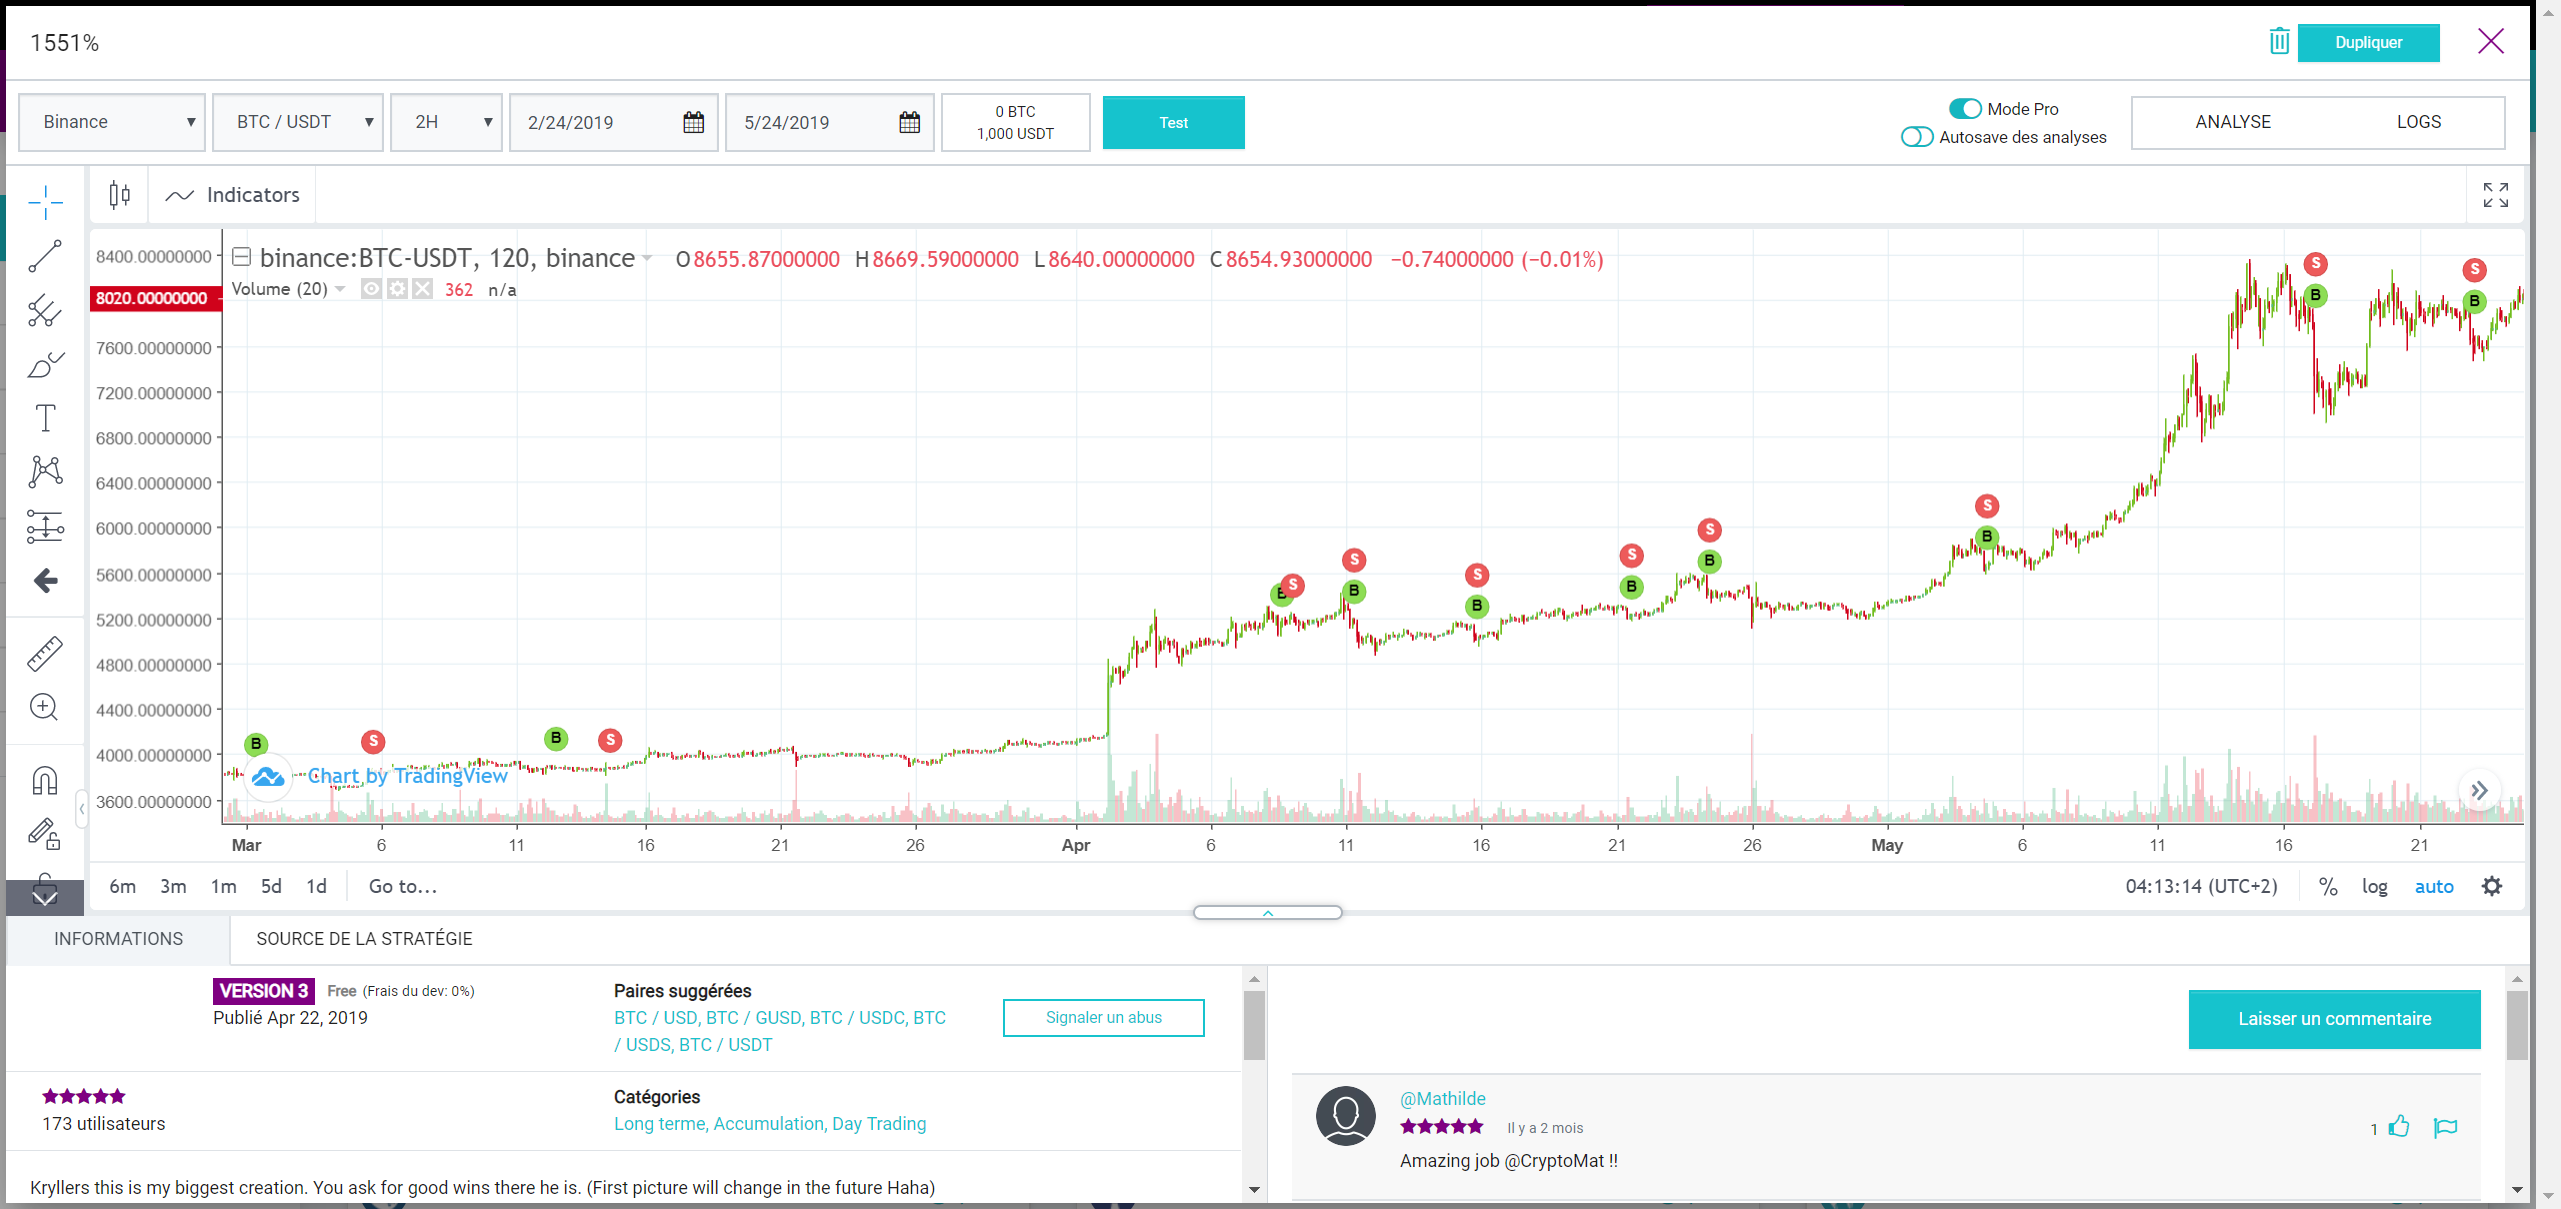 1551%
Dupliquer
Binance
BTC / USDT
2H
2/24/2019
5/24/2019
0 BTC
1,000 USDT
Test
Mode Pro
Autosave des analyses
ANALYSE
LOGS
Indicators
binance:BTC-USDT, 120, binance
O8655.87000000 H8669.59000000 L8640.00000000 C8654.93000000 −0.74000000 (−0.01%)
Volume (20)
362 n/a
8400.00000000
8020.00000000
7600.00000000
7200.00000000
6800.00000000
6400.00000000
6000.00000000
5600.00000000
5200.00000000
4800.00000000
4400.00000000
4000.00000000
3600.00000000
B
S
B
S
B
S
S
B
S
B
S
B
S
B
S
B
S
B
S
B
Chart by TradingView
Mar 6 11 16 21 26 Apr 6 11 16 21 26 May 6 11 16 21
6m 3m 1m 5d 1d Go to...
04:13:14 (UTC+2) % log auto
INFORMATIONS
SOURCE DE LA STRATÉGIE
VERSION 3 Free (Frais du dev: 0%)
Publié Apr 22, 2019
Paires suggérées
BTC / USD, BTC / GUSD, BTC / USDC, BTC
/ USDS, BTC / USDT
Signaler un abus
173 utilisateurs
Catégories
Long terme, Accumulation, Day Trading
Kryllers this is my biggest creation. You ask for good wins there he is. (First picture will change in the future Haha)
Laisser un commentaire
@Mathilde
Il y a 2 mois
1
Amazing job @CryptoMat !!